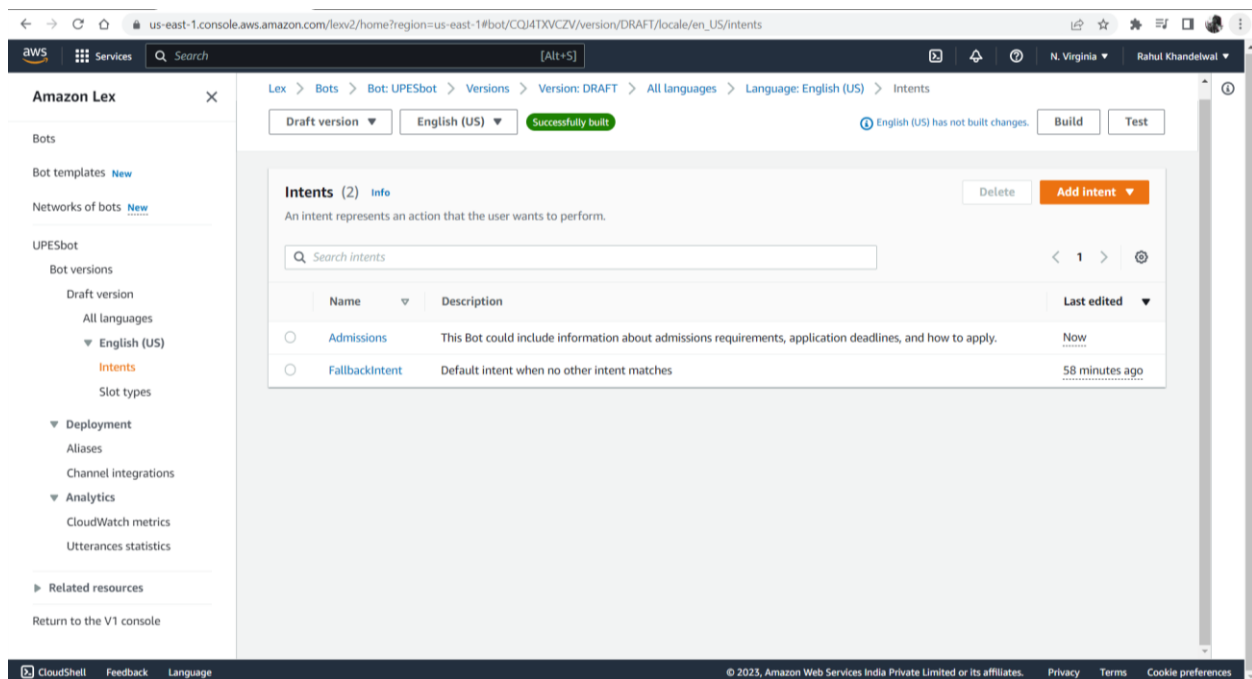 us-east-1.console.aws.amazon.com/lexv2/home?region=us-east-1#bot/CQJ4TXVCZV/version/DRAFT/locale/en_US/intents
aws Services Search [Alt+S] N. Virginia Rahul Khandelwal
Amazon Lex
Bots
Bot templates New
Networks of bots New
UPESbot
Bot versions
Draft version
All languages
English (US)
Intents
Slot types
Deployment
Aliases
Channel integrations
Analytics
CloudWatch metrics
Utterances statistics
Related resources
Return to the V1 console
Lex > Bots > Bot: UPESbot > Versions > Version: DRAFT > All languages > Language: English (US) > Intents
Draft version English (US) Successfully built English (US) has not built changes. Build Test
Intents (2) Info Delete Add intent
An intent represents an action that the user wants to perform.
Search intents 1
Name Description Last edited
Admissions This Bot could include information about admissions requirements, application deadlines, and how to apply. Now
FallbackIntent Default intent when no other intent matches 58 minutes ago
CloudShell Feedback Language © 2023, Amazon Web Services India Private Limited or its affiliates. Privacy Terms Cookie preferences